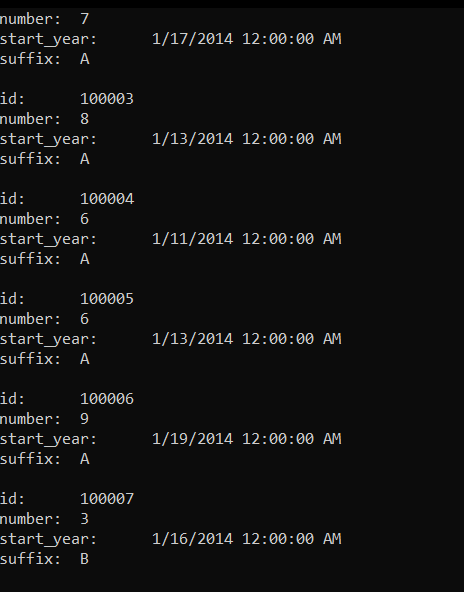 number: 7
start_year: 1/17/2014 12:00:00 AM
suffix: A
id: 100003
number: 8
start_year: 1/13/2014 12:00:00 AM
suffix: A
id: 100004
number: 6
start_year: 1/11/2014 12:00:00 AM
suffix: A
id: 100005
number: 6
start_year: 1/13/2014 12:00:00 AM
suffix: A
id: 100006
number: 9
start_year: 1/19/2014 12:00:00 AM
suffix: A
id: 100007
number: 3
start_year: 1/16/2014 12:00:00 AM
suffix: B